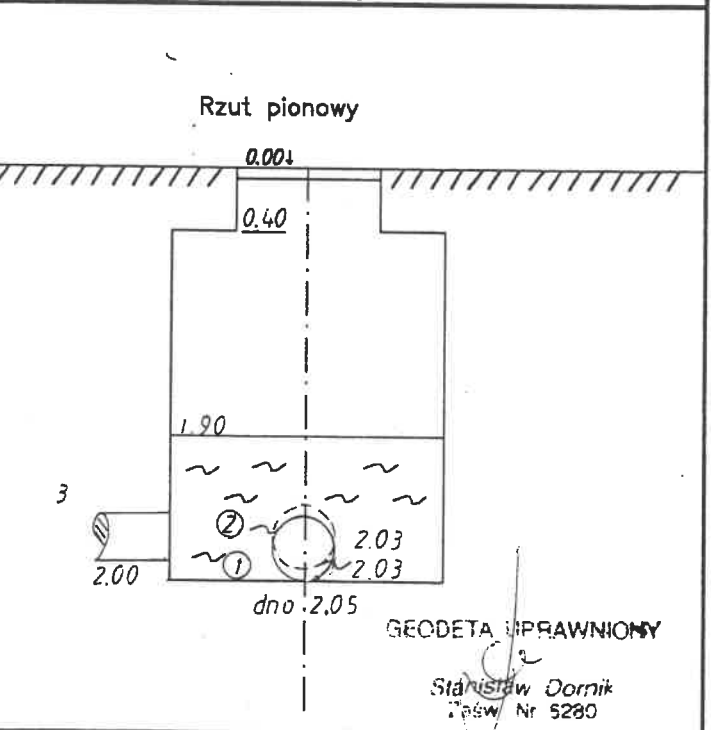 Rzut pionowy
0.00↓
0.40
1.90
3
2
2.03
1
2.03
2.00
dno 2.05
GEODETA UPRAWNIONY
Stanisław Dornik
Nr 5280